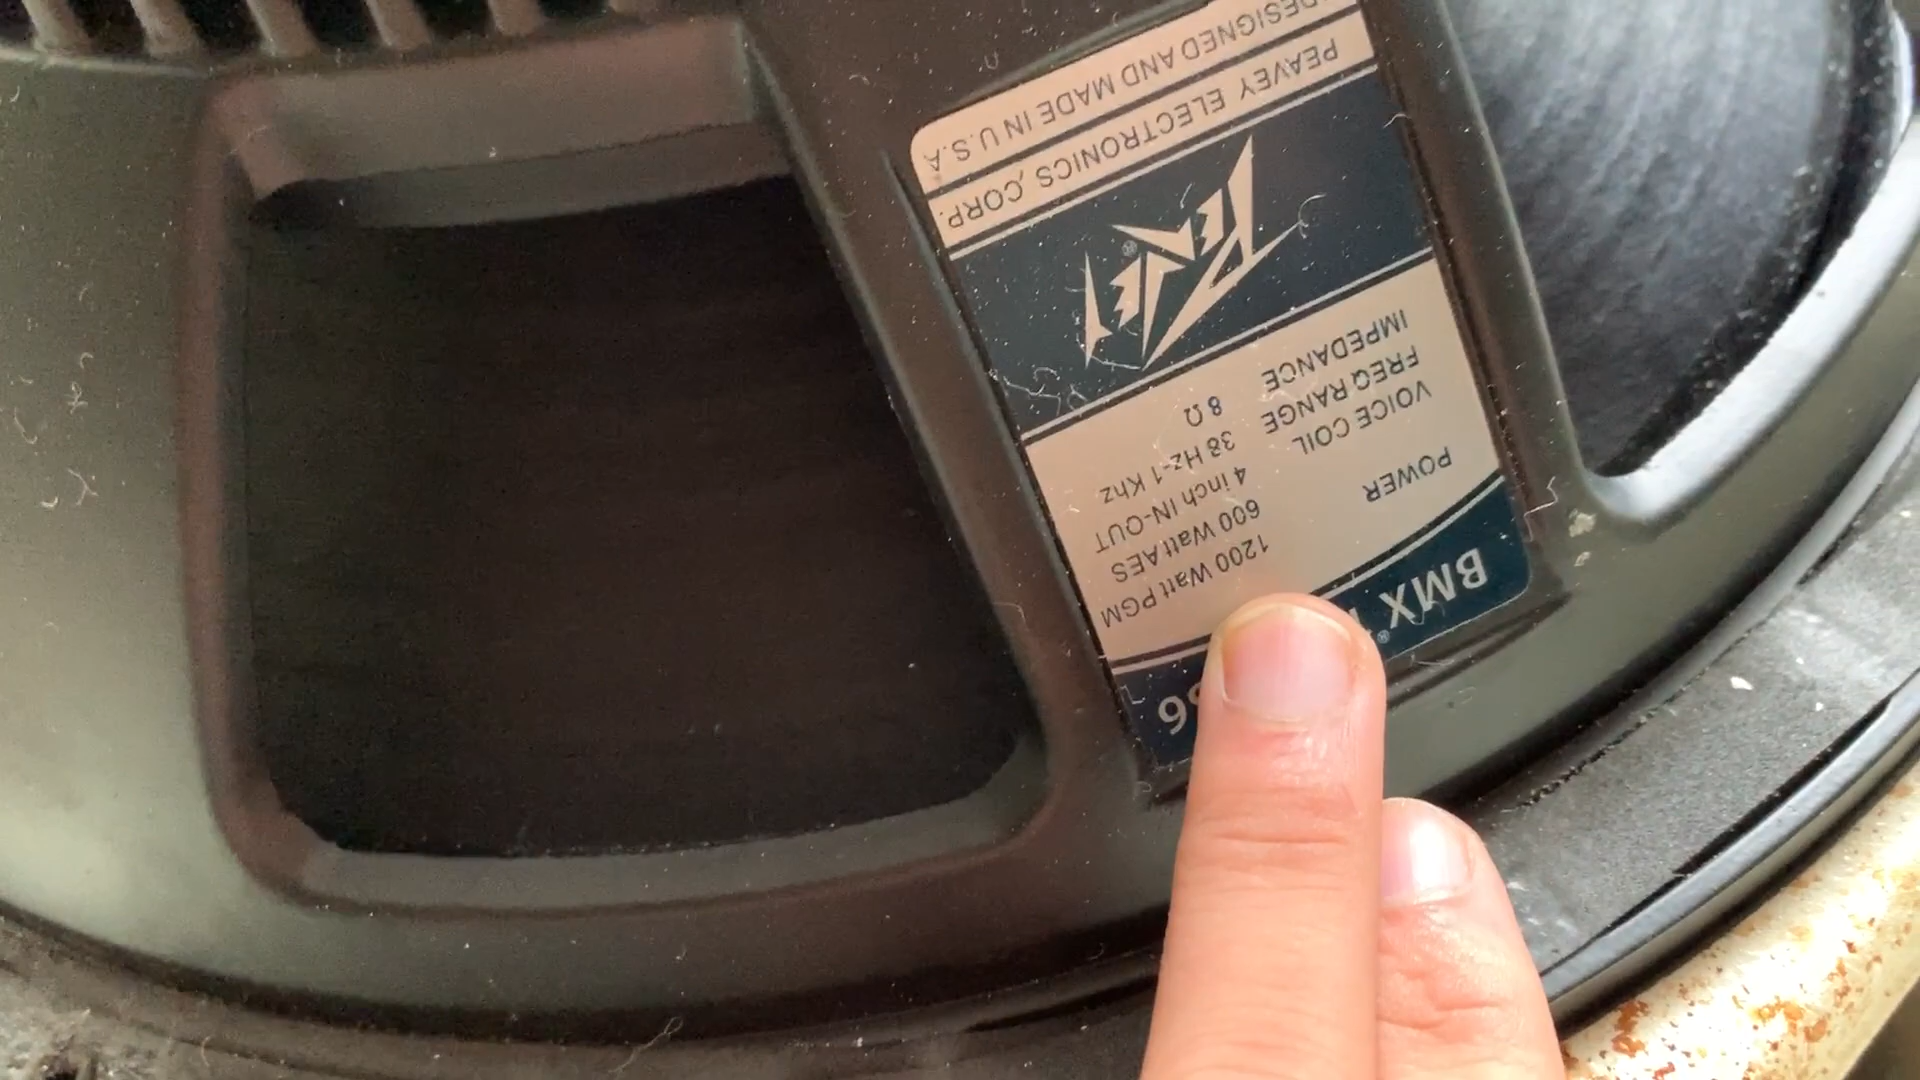 BMX ®
POWER 1200 Watt PGM
600 Watt AES
VOICE COIL 4 inch IN-OUT
FREQ RANGE 38 Hz-1 Khz
IMPEDANCE 8 Ω
®
PEAVEY ELECTRONICS CORP.
DESIGNED AND MADE IN U.S.A